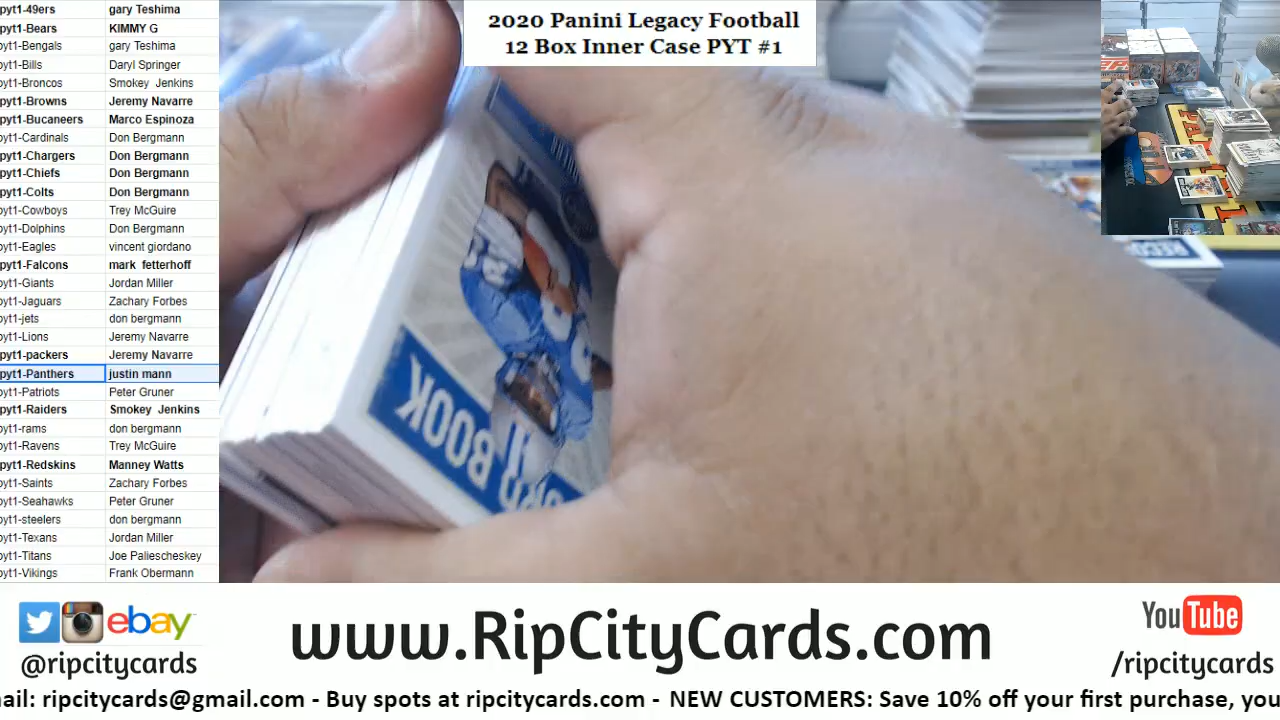 2020 Panini Legacy Football
12 Box Inner Case PYT #1
pyt1-49ers gary Teshima
pyt1-Bears KIMMY G
pyt1-Bengals gary Teshima
pyt1-Bills Daryl Springer
pyt1-Broncos Smokey Jenkins
pyt1-Browns Jeremy Navarre
pyt1-Bucaneers Marco Espinoza
pyt1-Cardinals Don Bergmann
pyt1-Chargers Don Bergmann
pyt1-Chiefs Don Bergmann
pyt1-Colts Don Bergmann
pyt1-Cowboys Trey McGuire
pyt1-Dolphins Don Bergmann
pyt1-Eagles vincent giordano
pyt1-Falcons mark fetterhoff
pyt1-Giants Jordan Miller
pyt1-Jaguars Zachary Forbes
pyt1-jets don bergmann
pyt1-Lions Jeremy Navarre
pyt1-packers Jeremy Navarre
pyt1-Panthers justin mann
pyt1-Patriots Peter Gruner
pyt1-Raiders Smokey Jenkins
pyt1-rams don bergmann
pyt1-Ravens Trey McGuire
pyt1-Redskins Manney Watts
pyt1-Saints Zachary Forbes
pyt1-Seahawks Peter Gruner
pyt1-steelers don bergmann
pyt1-Texans Jordan Miller
pyt1-Titans Joe Paliescheskey
pyt1-Vikings Frank Obermann
BOOK
ebay
@ripcitycards
www.RipCityCards.com
YouTube
/ripcitycards
ail: ripcitycards@gmail.com - Buy spots at ripcitycards.com - NEW CUSTOMERS: Save 10% off your first purchase, you